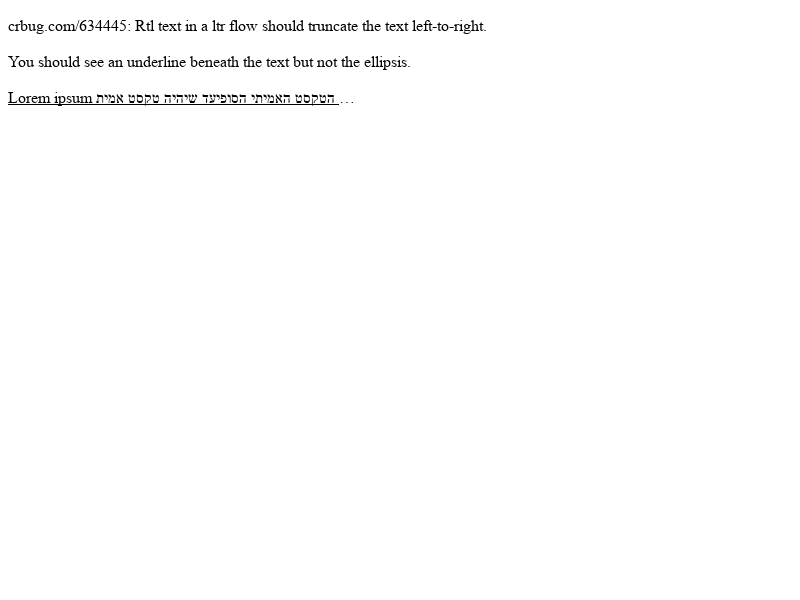 crbug.com/634445: Rtl text in a ltr flow should truncate the text left-to-right.
You should see an underline beneath the text but not the ellipsis.
Lorem ipsum הטקסט האמיתי הסופיעד שיהיה טקסט אמית …